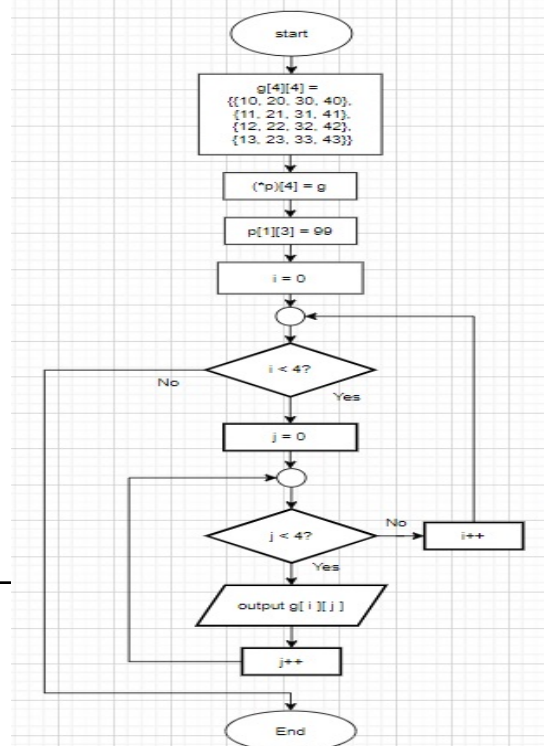 start
g[4][4] =
{{10, 20, 30, 40},
{11, 21, 31, 41},
{12, 22, 32, 42},
{13, 23, 33, 43}}
(*p)[4] = g
p[1][3] = 99
i = 0
i < 4?
No
Yes
j = 0
j < 4?
No
i++
Yes
output g[ i ][ j ]
j++
End